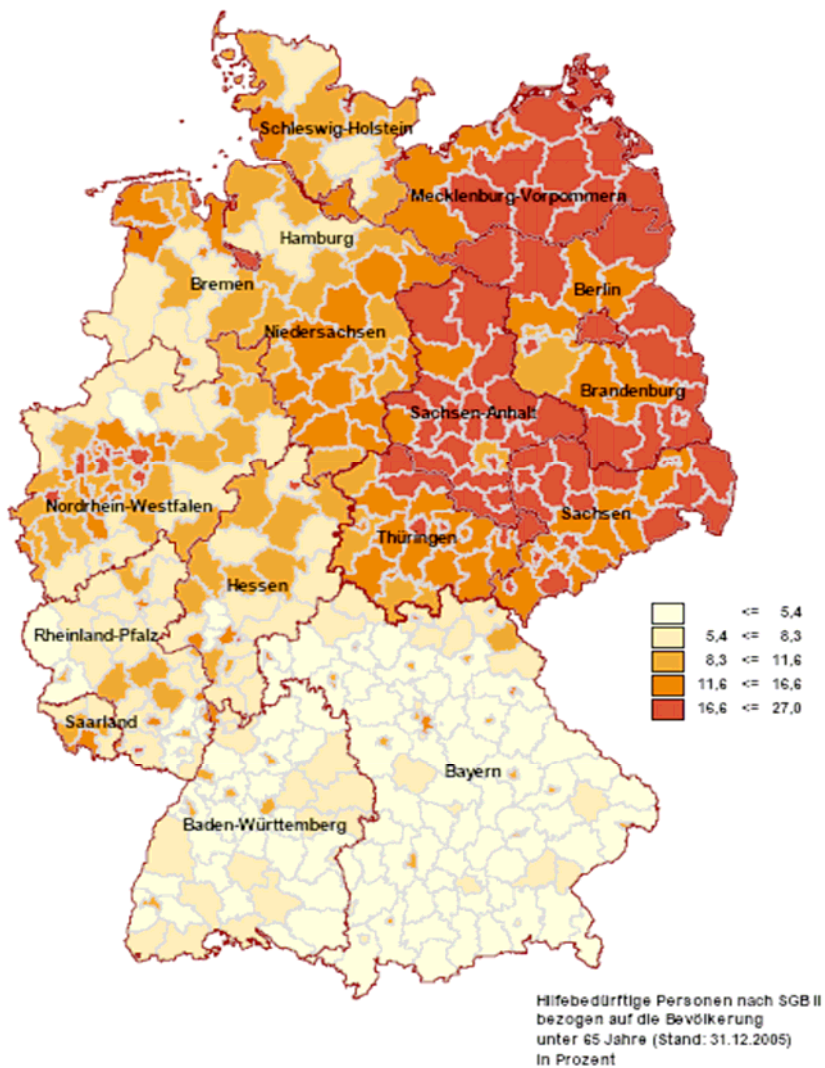 Schleswig-Holstein
Mecklenburg-Vorpommern
Hamburg
Bremen
Berlin
Niedersachsen
Brandenburg
Sachsen-Anhalt
Nordrhein-Westfalen
Sachsen
Thüringen
Hessen
Rheinland-Pfalz
Saarland
Bayern
Baden-Württemberg
<= 5,4
5,4 <= 8,3
8,3 <= 11,6
11,6 <= 16,6
16,6 <= 27,0
Hilfebedürftige Personen nach SGB II
bezogen auf die Bevölkerung
unter 65 Jahre (Stand: 31.12.2005)
in Prozent